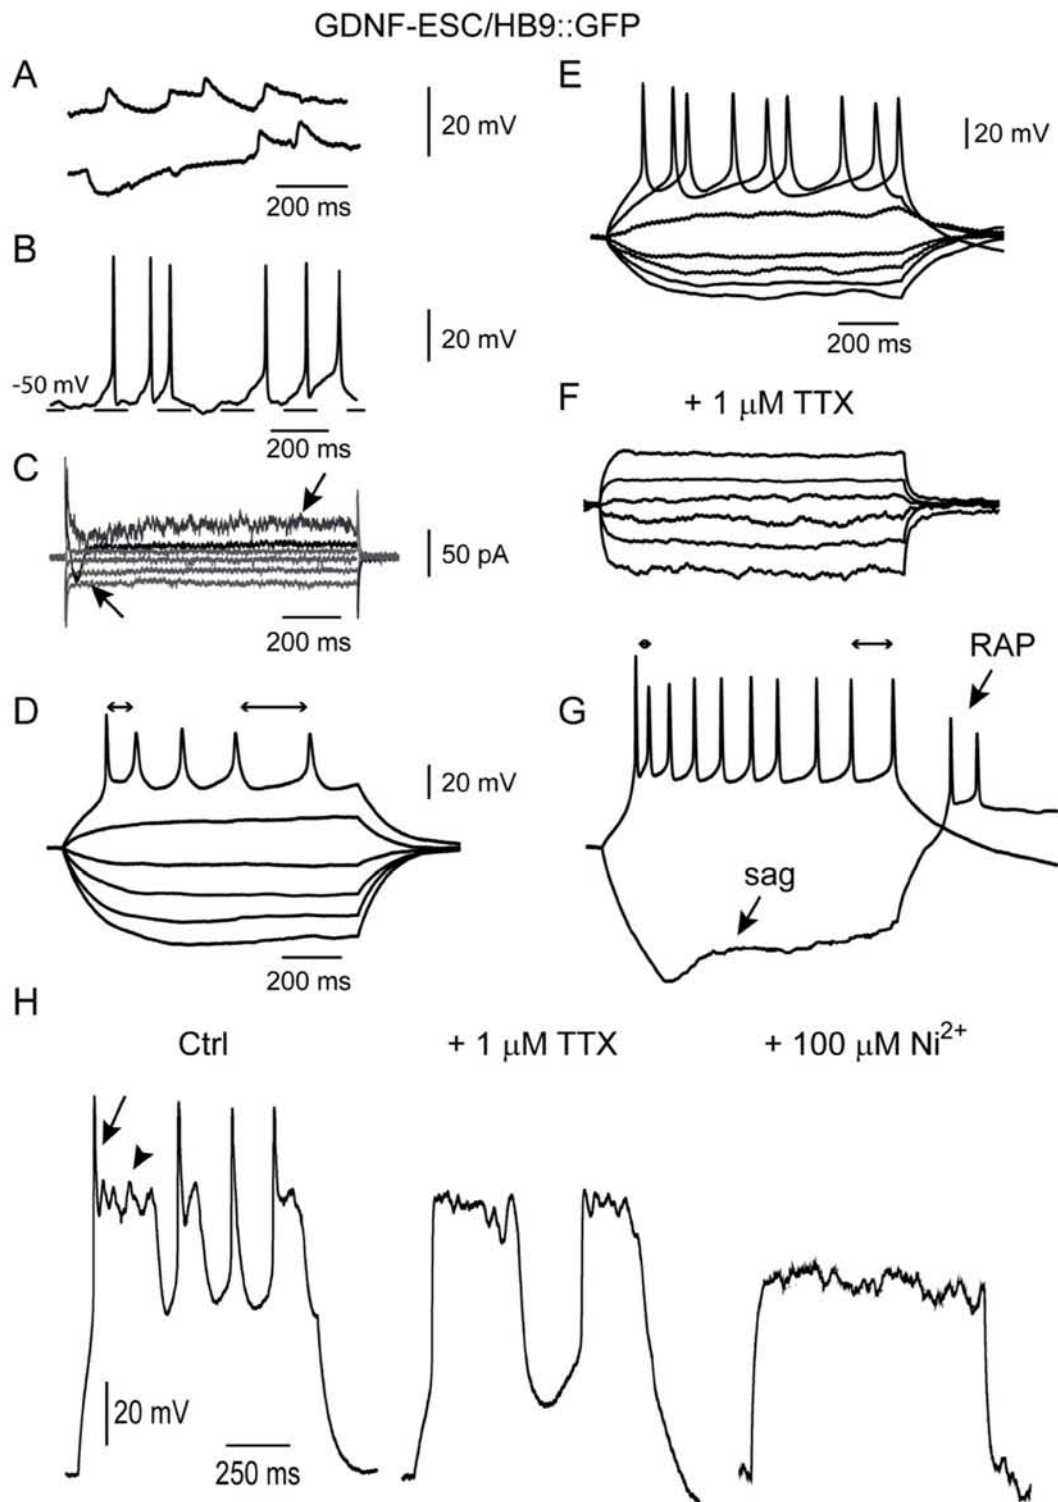 GDNF-ESC/HB9::GFP
A
20 mV
200 ms
B
-50 mV
20 mV
200 ms
C
50 pA
200 ms
D
20 mV
200 ms
E
20 mV
200 ms
F
+ 1 μM TTX
G
RAP
sag
H
Ctrl
+ 1 μM TTX
+ 100 μM Ni²⁺
20 mV
250 ms